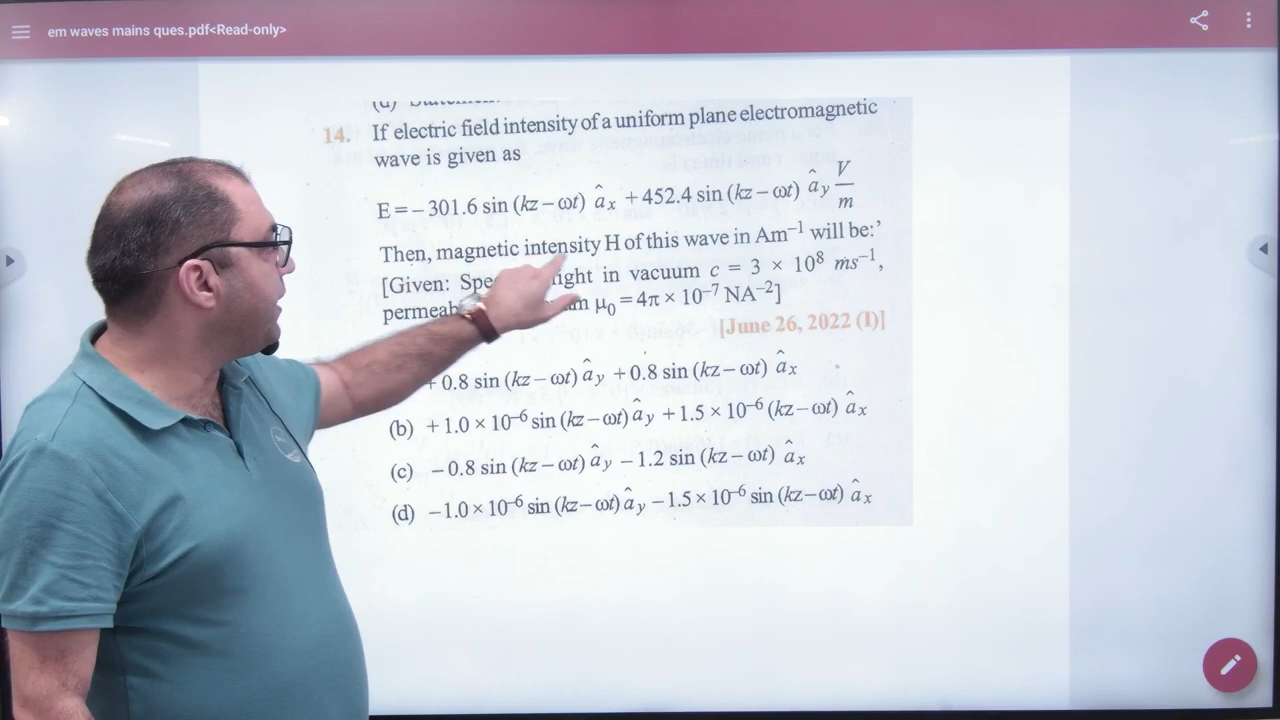 em waves mains ques.pdf<Read-only>
14. If electric field intensity of a uniform plane electromagnetic
wave is given as
E = – 301.6 sin (kz – ωt) âx + 452.4 sin (kz – ωt) ây V/m
Then, magnetic intensity H of this wave in Am⁻¹ will be:’
[Given: in vacuum c = 3 × 10⁸ ms⁻¹,
μ₀ = 4π × 10⁻⁷ NA⁻²]
[June 26, 2022 (I)]
+ 0.8 sin (kz – ωt) ây + 0.8 sin (kz – ωt) âx
(b) + 1.0 × 10⁻⁶ sin (kz – ωt) ây + 1.5 × 10⁻⁶ (kz – ωt) âx
(c) – 0.8 sin (kz – ωt) ây – 1.2 sin (kz – ωt) âx
(d) – 1.0 × 10⁻⁶ sin (kz – ωt) ây – 1.5 × 10⁻⁶ sin (kz – ωt) âx